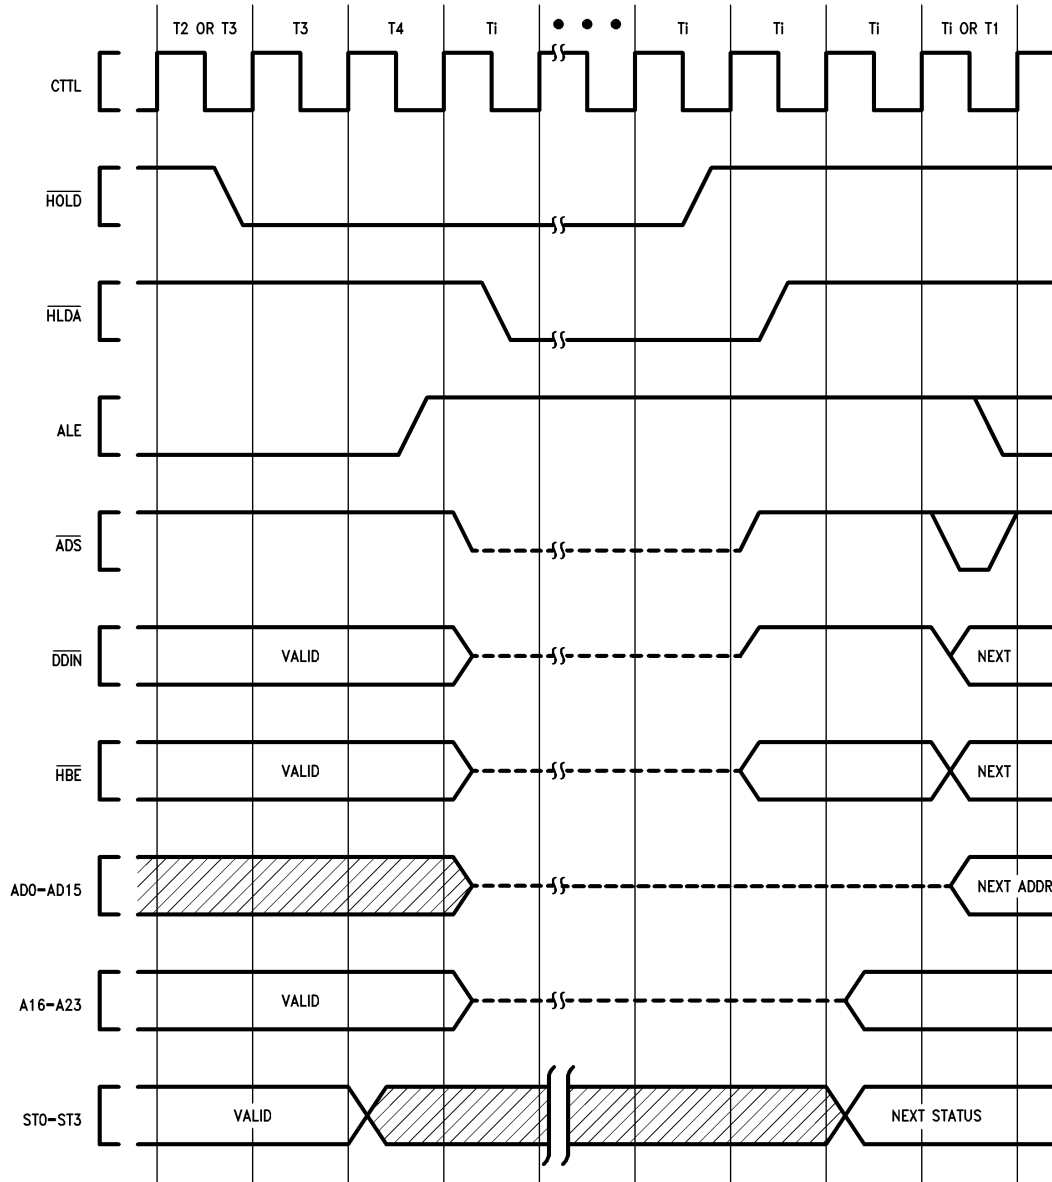 T2 OR T3 T3 T4 Ti • • • Ti Ti Ti Ti OR T1
CTTL
HOLD
HLDA
ALE
ADS
DDIN VALID NEXT
HBE VALID NEXT
AD0-AD15 NEXT ADDR
A16-A23 VALID
ST0-ST3 VALID NEXT STATUS